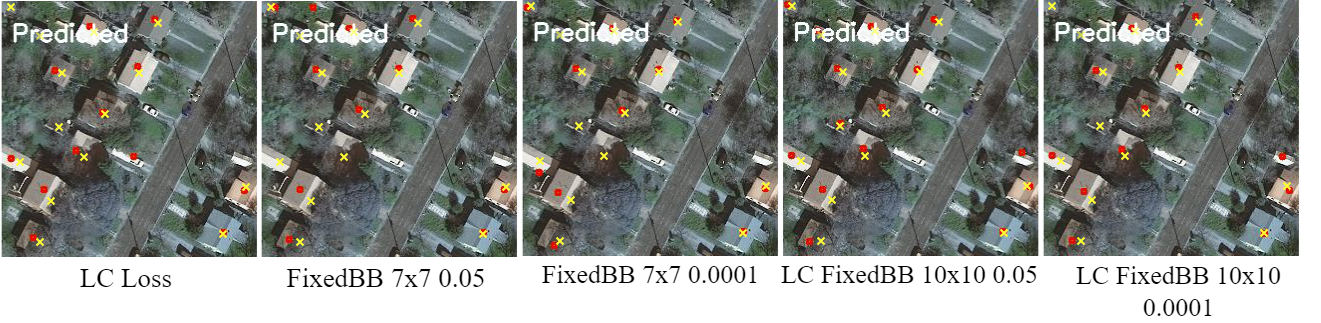 Predicted Predicted Predicted Predicted Predicted
LC Loss
FixedBB 7x7 0.05
FixedBB 7x7 0.0001
LC FixedBB 10x10 0.05
LC FixedBB 10x10
0.0001